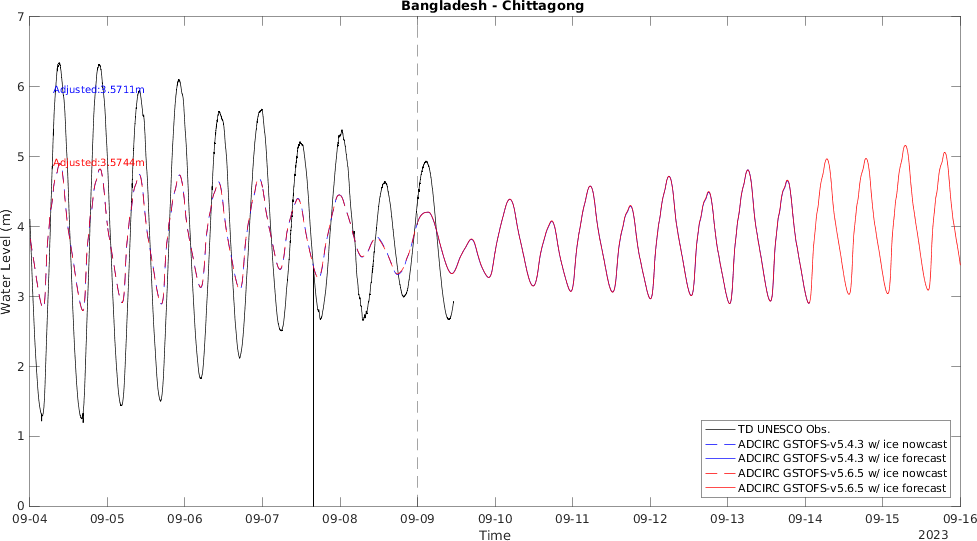 Bangladesh - Chittagong
7
6
5
4
3
2
1
0
Water Level (m)
Adjusted:3.5711m
Adjusted:3.5744m
TD UNESCO Obs.
ADCIRC GSTOFS-v5.4.3 w/ ice nowcast
ADCIRC GSTOFS-v5.4.3 w/ ice forecast
ADCIRC GSTOFS-v5.6.5 w/ ice nowcast
ADCIRC GSTOFS-v5.6.5 w/ ice forecast
09-04 09-05 09-06 09-07 09-08 09-09 09-10 09-11 09-12 09-13 09-14 09-15 09-16
Time
2023